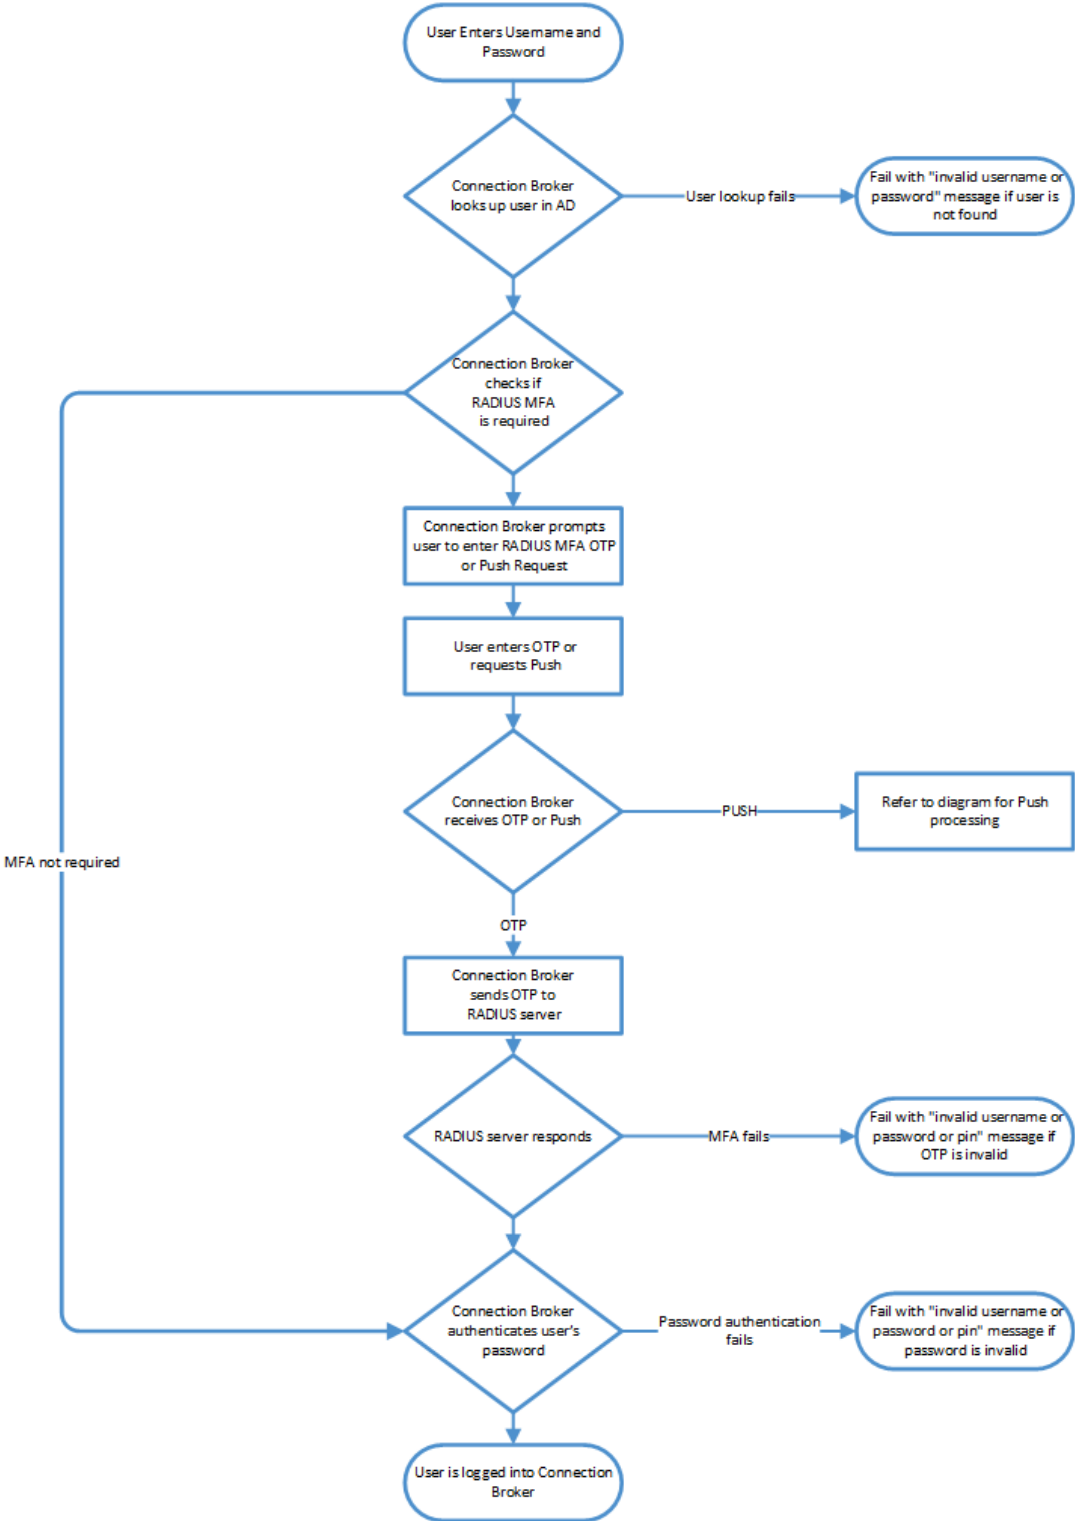 User Enters Username and
Password
Connection Broker
looks up user in AD
User lookup fails
Fail with "invalid username or
password" message if user is
not found
Connection Broker
checks if
RADIUS MFA
is required
Connection Broker prompts
user to enter RADIUS MFA OTP
or Push Request
User enters OTP or
requests Push
Connection Broker
receives OTP or Push
PUSH
Refer to diagram for Push
processing
MFA not required
OTP
Connection Broker
sends OTP to
RADIUS server
RADIUS server responds
MFA fails
Fail with "invalid username or
password or pin" message if
OTP is invalid
Connection Broker
authenticates user's
password
Password authentication
fails
Fail with "invalid username or
password or pin" message if
password is invalid
User is logged into Connection
Broker